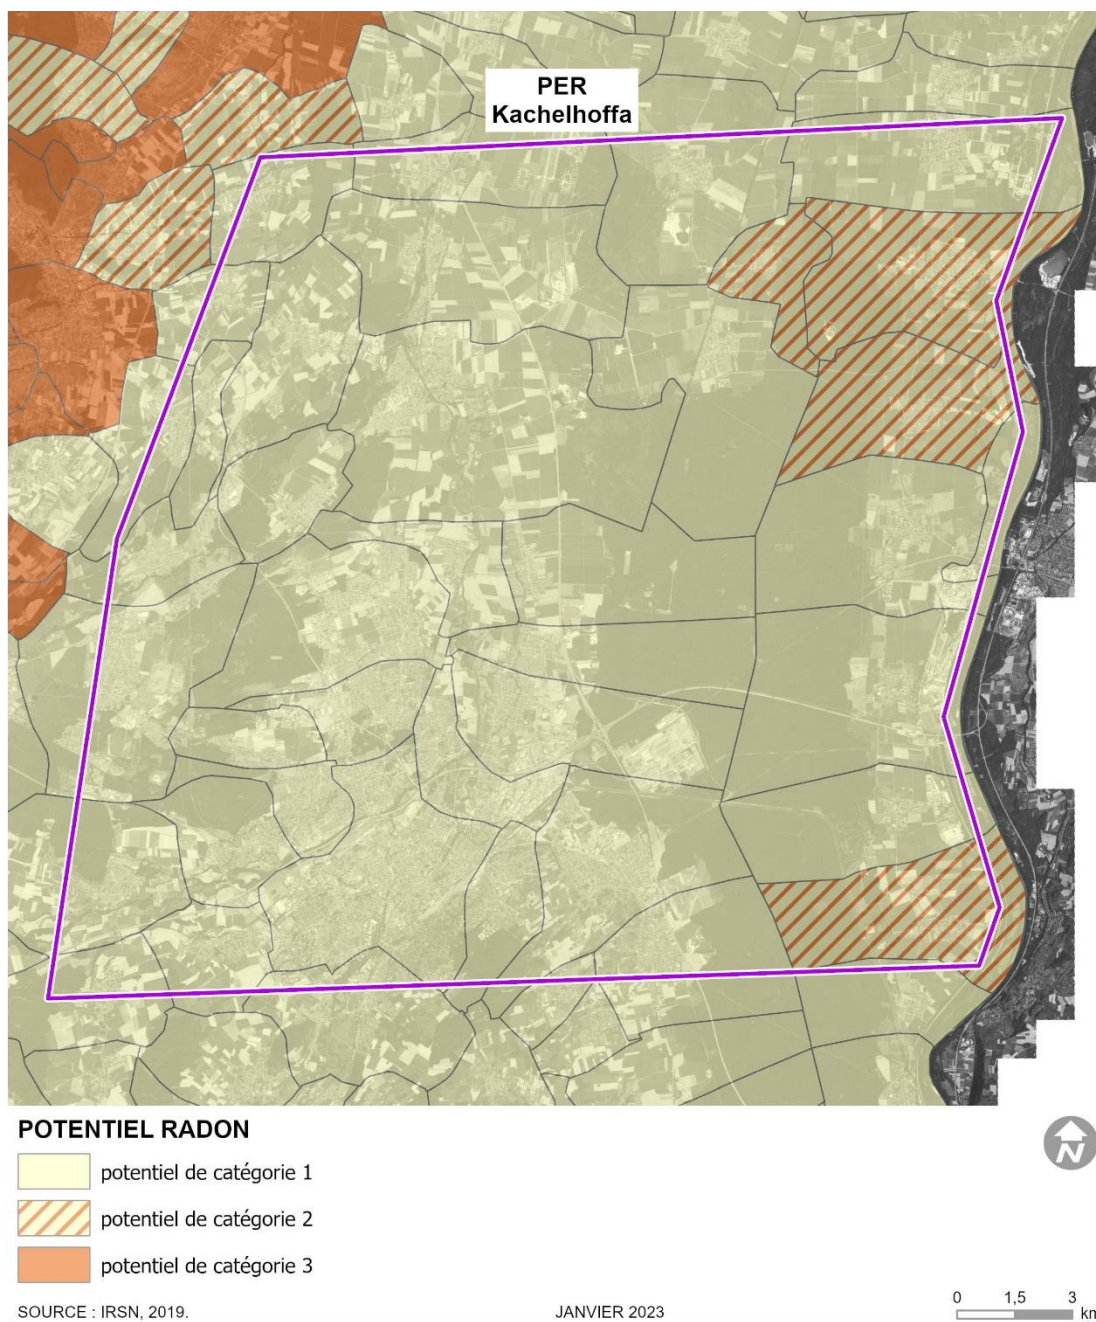 PER
Kachelhoffa
POTENTIEL RADON
N
potentiel de catégorie 1
potentiel de catégorie 2
potentiel de catégorie 3
SOURCE : IRSN, 2019.
JANVIER 2023
0 1,5 3
km